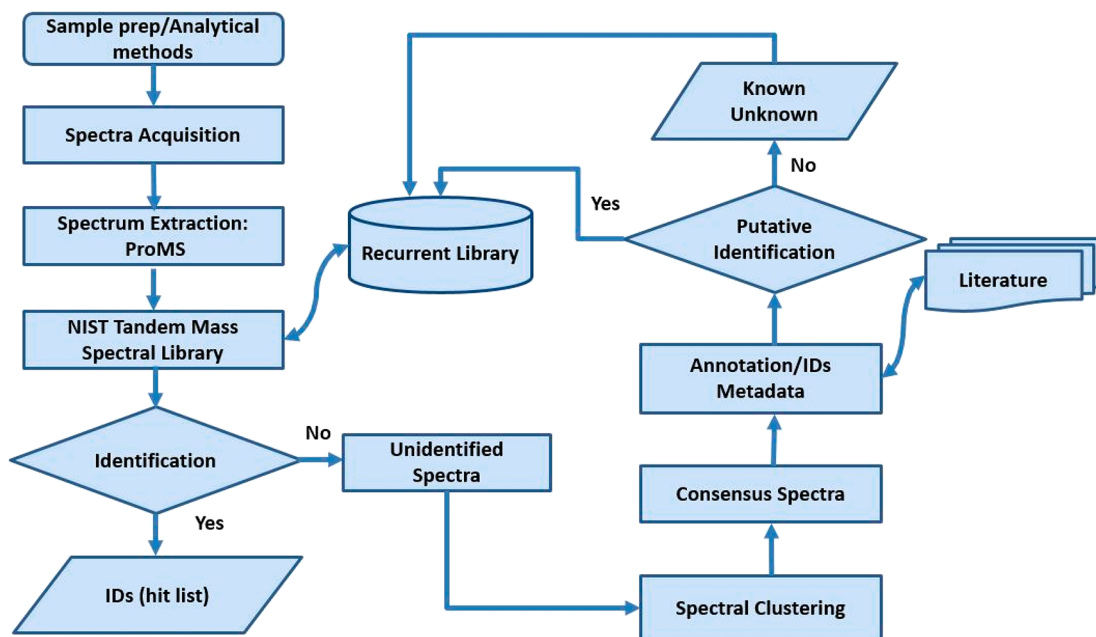 Sample prep/Analytical
methods
Spectra Acquisition
Spectrum Extraction:
ProMS
NIST Tandem Mass
Spectral Library
Identification
No
Yes
IDs (hit list)
Unidentified
Spectra
Recurrent Library
Spectral Clustering
Consensus Spectra
Annotation/IDs
Metadata
Literature
Putative
Identification
Yes
No
Known
Unknown